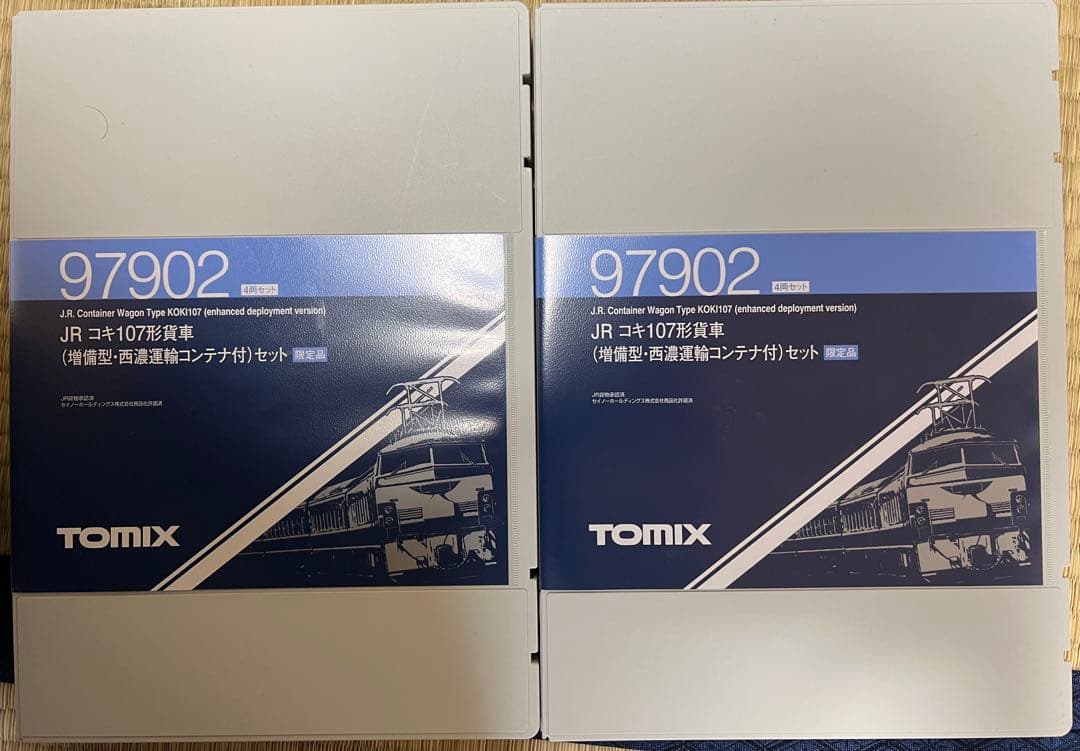 97902
4両セット
J.R. Container Wagon Type KOKI107 (enhanced deployment version)
JR コキ107形貨車
(増備型・西濃運輸コンテナ付)セット 限定品
JR貨物承認済
セイノーホールディングス株式会社商品化許諾済
TOMIX
97902
4両セット
J.R. Container Wagon Type KOKI107 (enhanced deployment version)
JR コキ107形貨車
(増備型・西濃運輸コンテナ付)セット 限定品
JR貨物承認済
セイノーホールディングス株式会社商品化許諾済
TOMIX